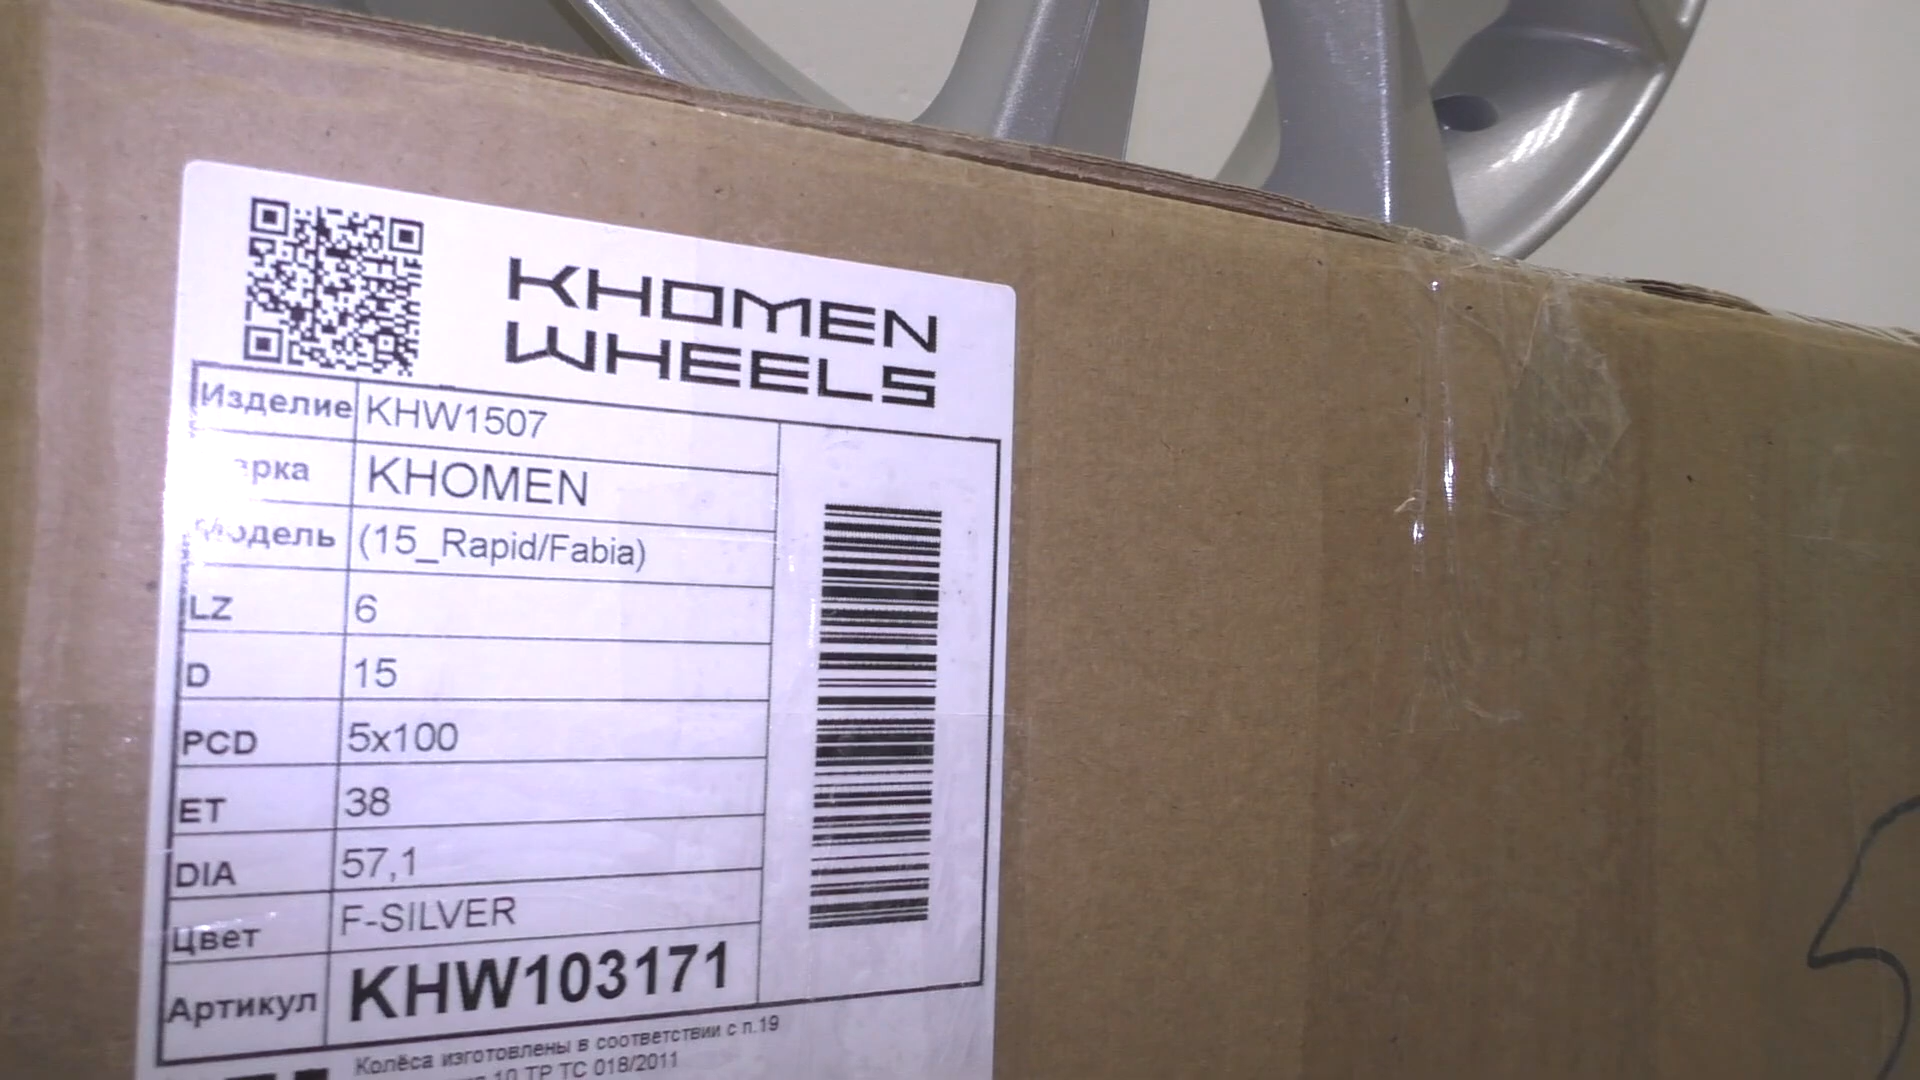 KHOMEN
WHEELS
Изделие KHW1507
арка KHOMEN
Модель (15_Rapid/Fabia)
LZ 6
D 15
PCD 5x100
ET 38
DIA 57,1
Цвет F-SILVER
Артикул KHW103171
Колёса изготовлены в соответствии с п.19
10 ТР ТС 018/2011